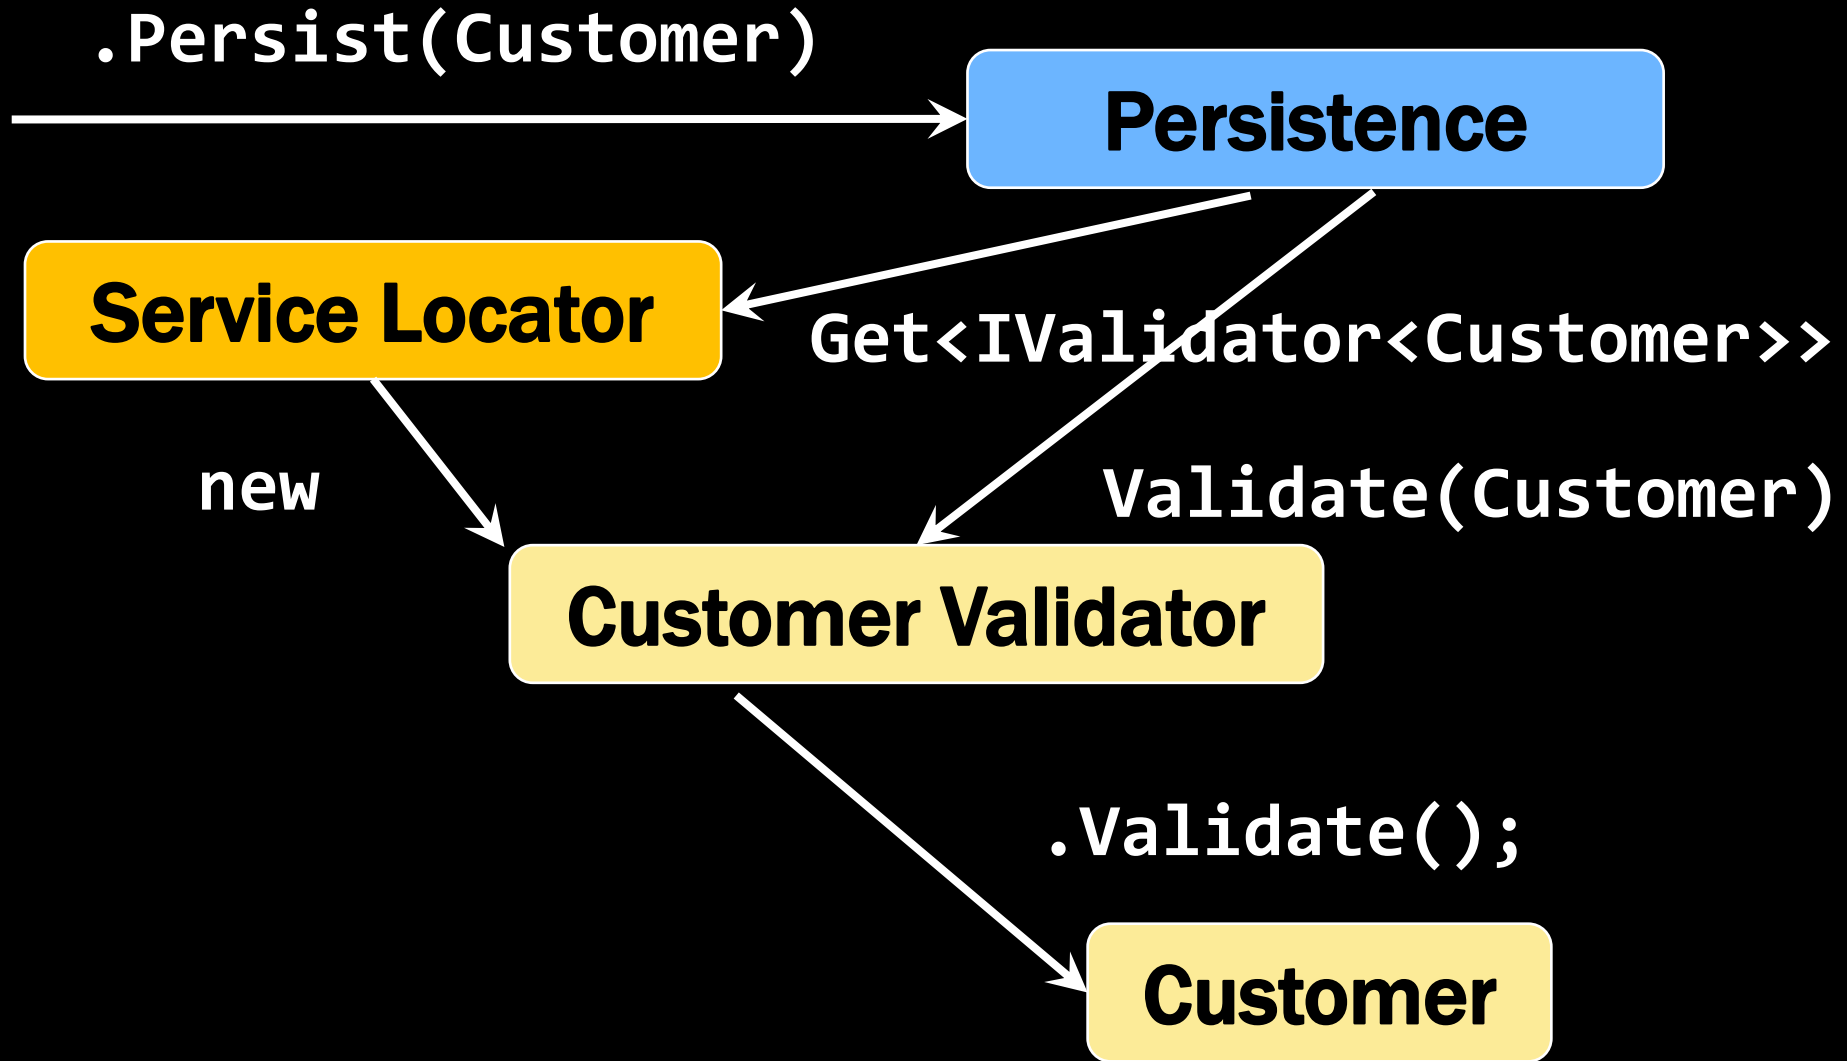 .Persist(Customer)
Persistence
Service Locator
Get<IValidator<Customer>>
new
Validate(Customer)
Customer Validator
.Validate();
Customer